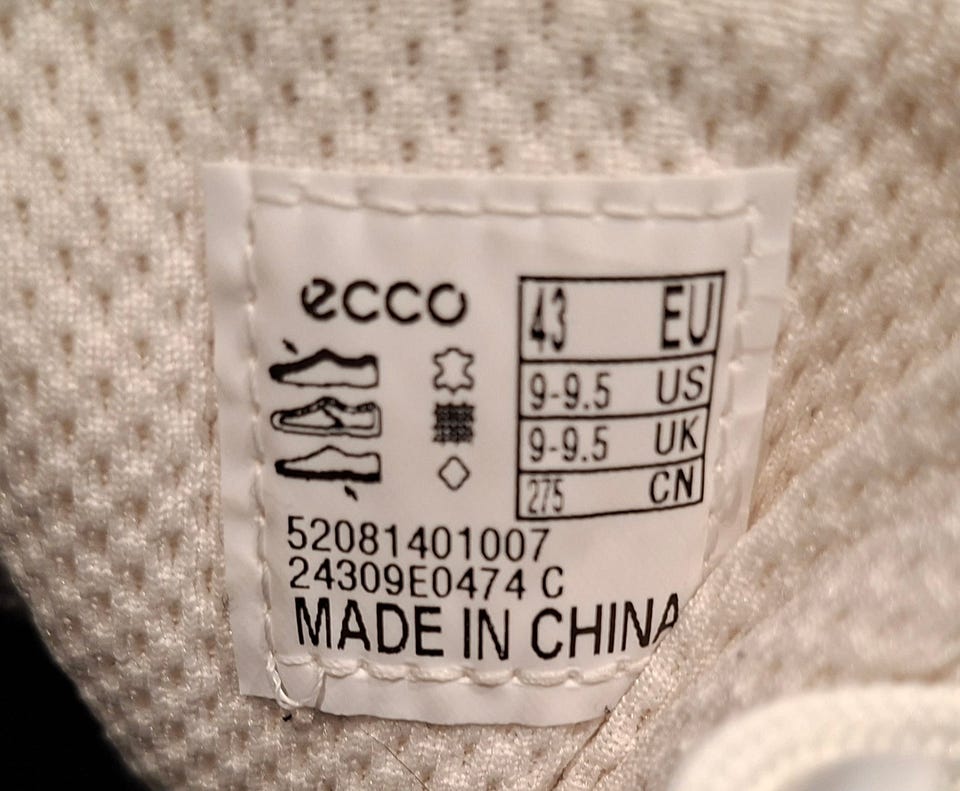 ecco
43 EU
9-9.5 US
9-9.5 UK
275 CN
52081401007
24309E0474 C
MADE IN CHINA